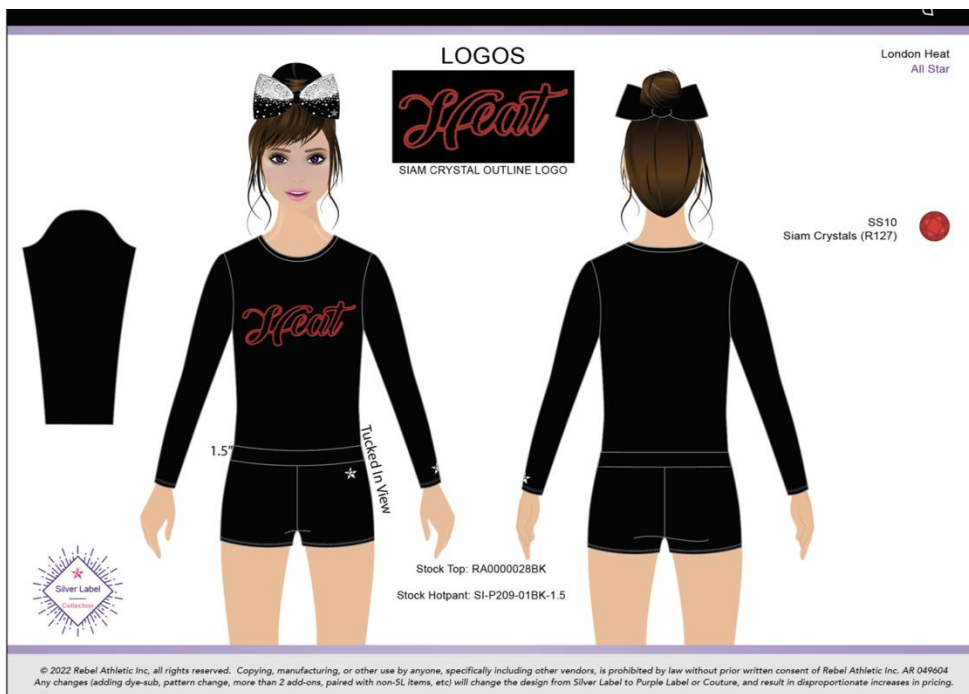 LOGOS
London Heat
All Star
Heat
SIAM CRYSTAL OUTLINE LOGO
SS10
Siam Crystals (R127)
Heat
1.5"
Tucked In View
Stock Top: RA0000028BK
Stock Hotpant: SI-P209-01BK-1.5
Silver Label
Collection
© 2022 Rebel Athletic Inc, all rights reserved. Copying, manufacturing, or other use by anyone, specifically including other vendors, is prohibited by law without prior written consent of Rebel Athletic Inc. AR 049604
Any changes (adding dye-sub, pattern change, more than 2 add-ons, paired with non-SL items, etc) will change the design from Silver Label to Purple Label or Couture, and result in disproportionate increases in pricing.